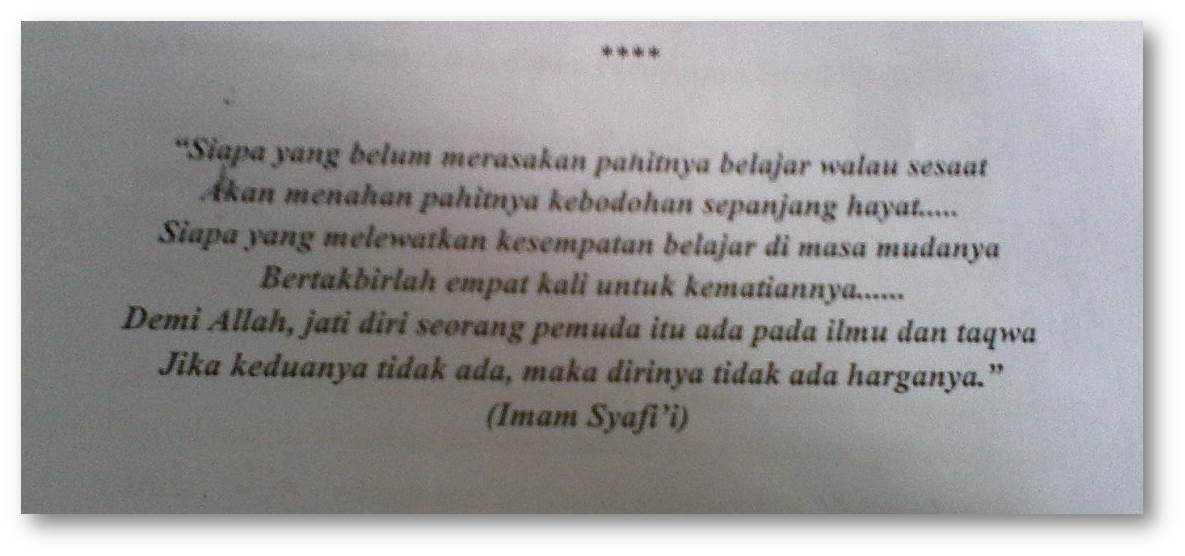 ****
“Siapa yang belum merasakan pahitnya belajar walau sesaat
Akan menahan pahitnya kebodohan sepanjang hayat.....
Siapa yang melewatkan kesempatan belajar di masa mudanya
Bertakbirlah empat kali untuk kematiannya......
Demi Allah, jati diri seorang pemuda itu ada pada ilmu dan taqwa
Jika keduanya tidak ada, maka dirinya tidak ada harganya.”
(Imam Syafi’i)